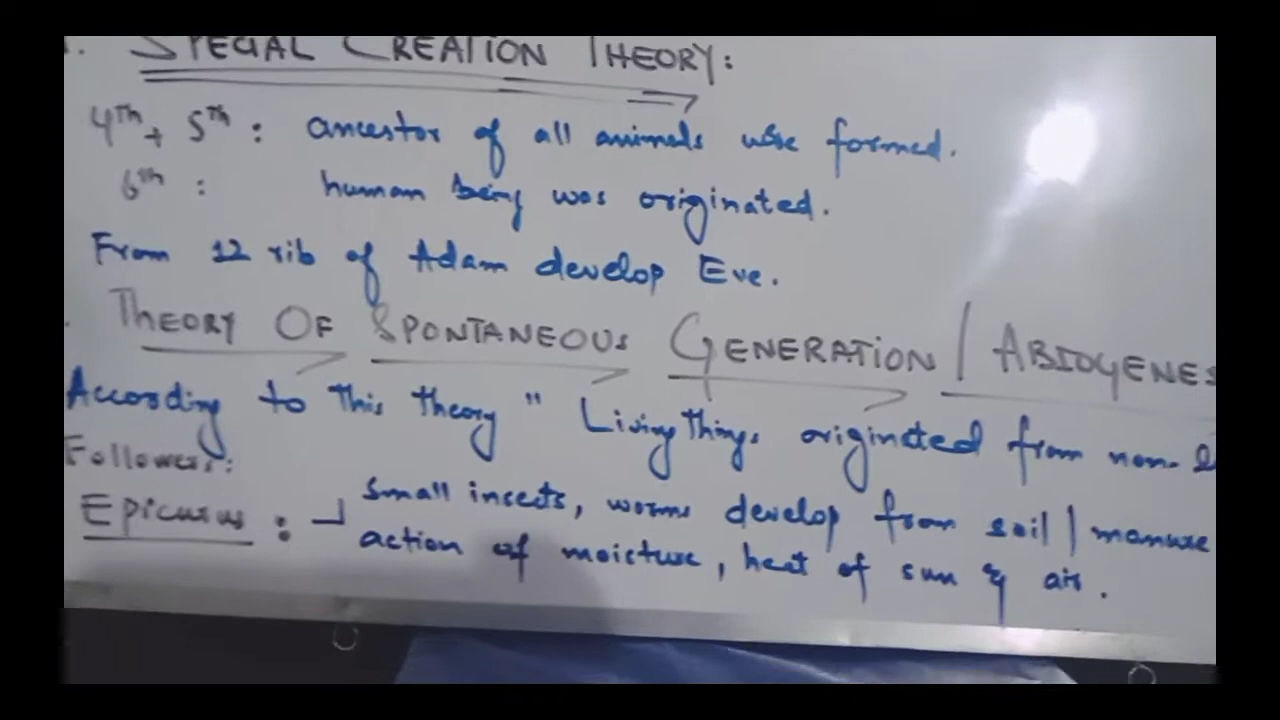 . SPECIAL CREATION THEORY:
4th + 5th : ancestor of all animals were formed.
6th : human being was originated.
From 12 rib of Adam develop Eve.
. THEORY OF SPONTANEOUS GENERATION / ABIOGENES
According to this theory " Living things originated from non-li
Followers:
Epicurus : small insects, worms develop from soil / manure
action of moisture, heat of sun & air.